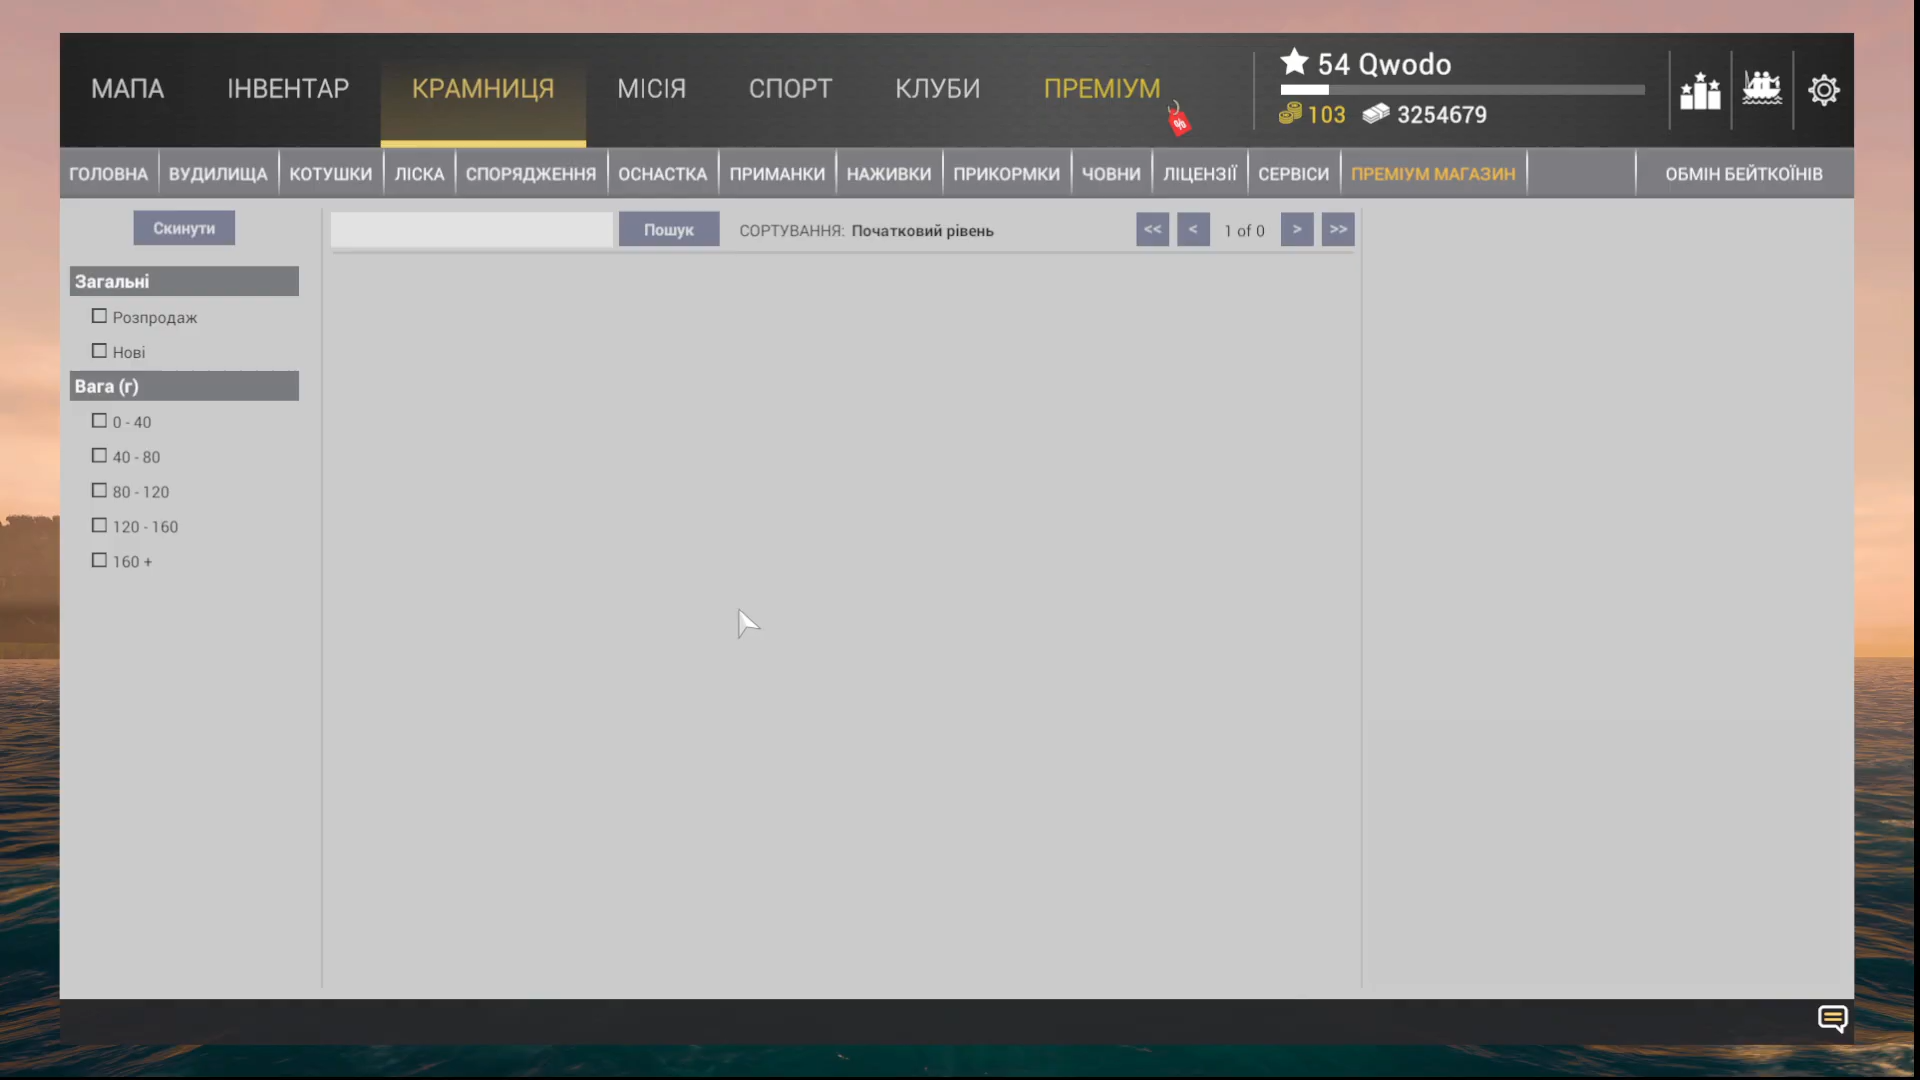 МАПА
ІНВЕНТАР
КРАМНИЦЯ
МІСІЯ
СПОРТ
КЛУБИ
ПРЕМІУМ
%
54 Qwodo
103
3254679
ГОЛОВНА
ВУДИЛИЩА
КОТУШКИ
ЛІСКА
СПОРЯДЖЕННЯ
ОСНАСТКА
ПРИМАНКИ
НАЖИВКИ
ПРИКОРМКИ
ЧОВНИ
ЛІЦЕНЗІЇ
СЕРВІСИ
ПРЕМІУМ МАГАЗИН
ОБМІН БЕЙТКОЇНІВ
Скинути
Пошук
СОРТУВАННЯ: Початковий рівень
<<
<
1 of 0
>
>>
Загальні
Розпродаж
Нові
Вага (г)
0 - 40
40 - 80
80 - 120
120 - 160
160 +